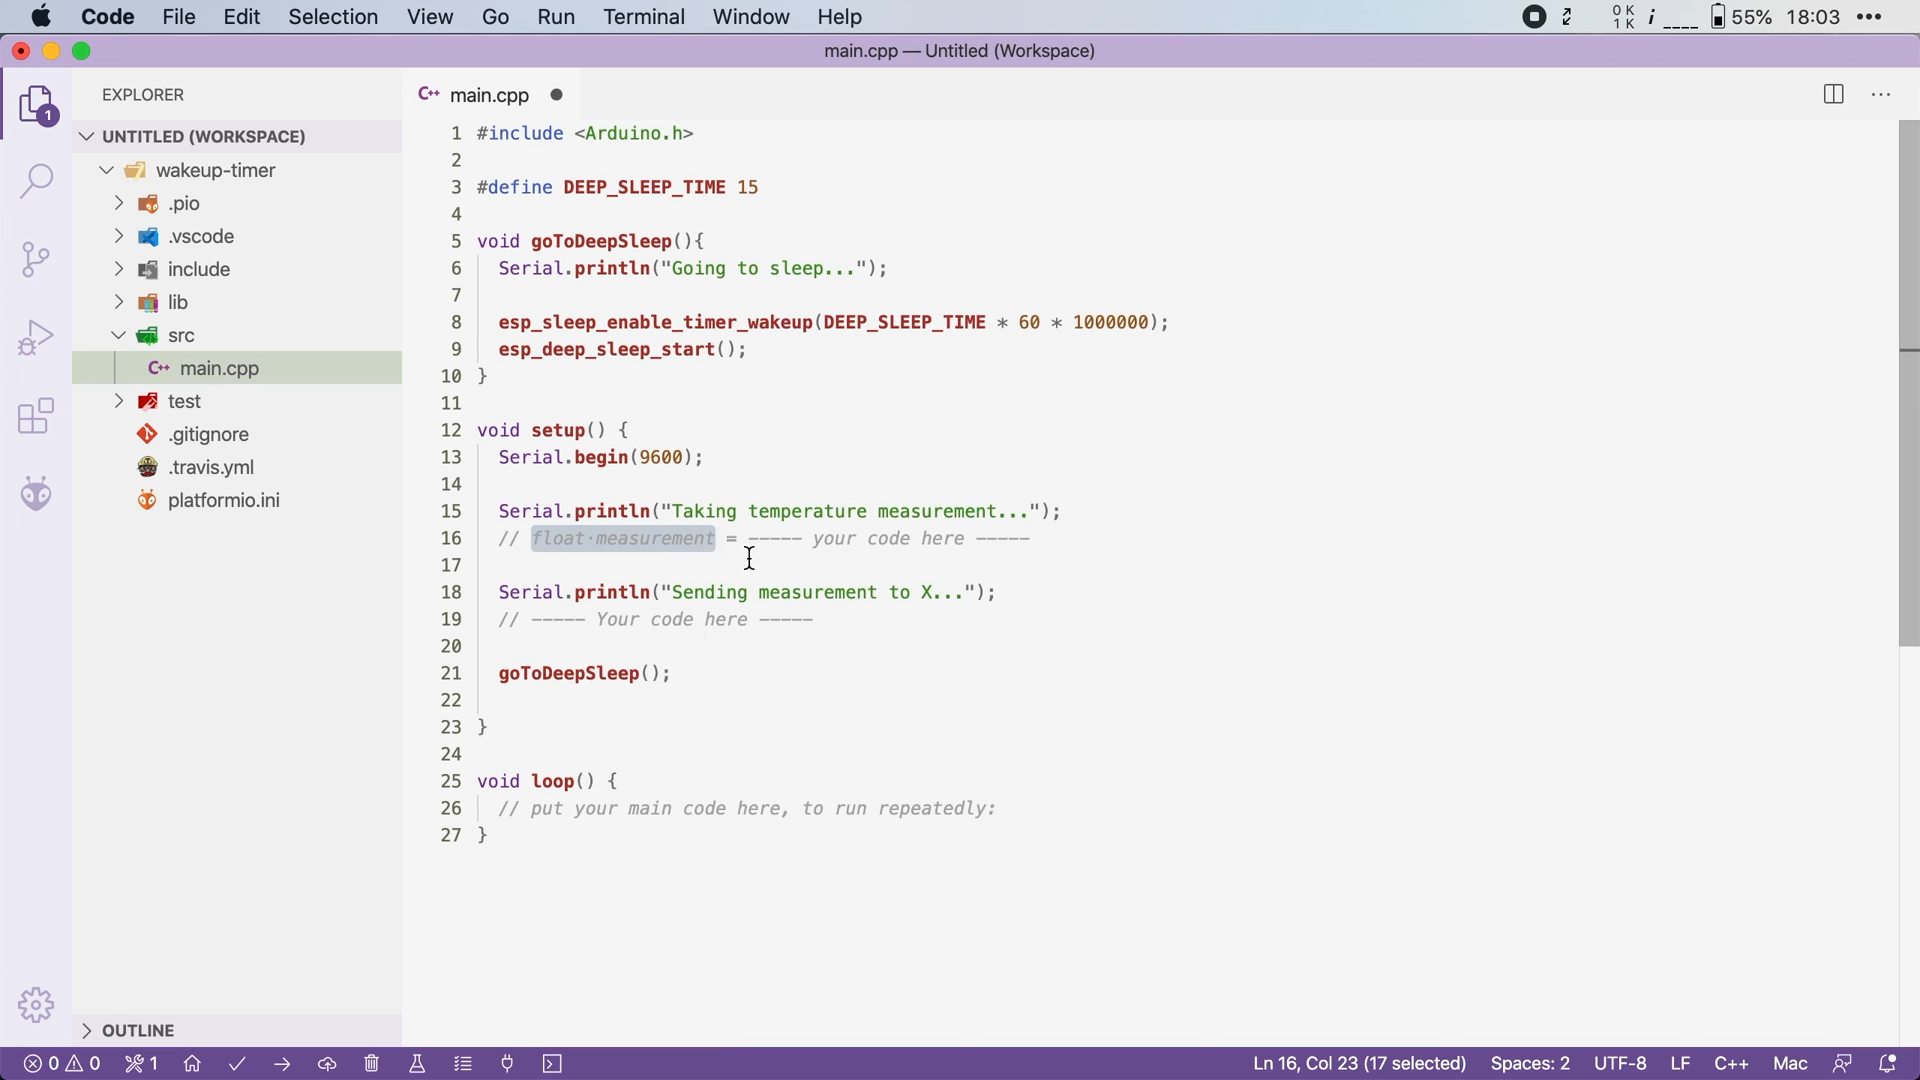 Code File Edit Selection View Go Run Terminal Window Help 0 K 1 K i 55% 18:03
main.cpp — Untitled (Workspace)
EXPLORER
UNTITLED (WORKSPACE)
wakeup-timer
.pio
.vscode
include
lib
src
C++ main.cpp
test
.gitignore
.travis.yml
platformio.ini
OUTLINE
1
C++ main.cpp
1 #include <Arduino.h>
2
3 #define DEEP_SLEEP_TIME 15
4
5 void goToDeepSleep(){
6 Serial.println("Going to sleep...");
7
8 esp_sleep_enable_timer_wakeup(DEEP_SLEEP_TIME * 60 * 1000000);
9 esp_deep_sleep_start();
10 }
11
12 void setup() {
13 Serial.begin(9600);
14
15 Serial.println("Taking temperature measurement...");
16 // float·measurement = ----- your code here -----
17
18 Serial.println("Sending measurement to X...");
19 // ----- Your code here -----
20
21 goToDeepSleep();
22
23 }
24
25 void loop() {
26 // put your main code here, to run repeatedly:
27 }
0 0 1 Ln 16, Col 23 (17 selected) Spaces: 2 UTF-8 LF C++ Mac